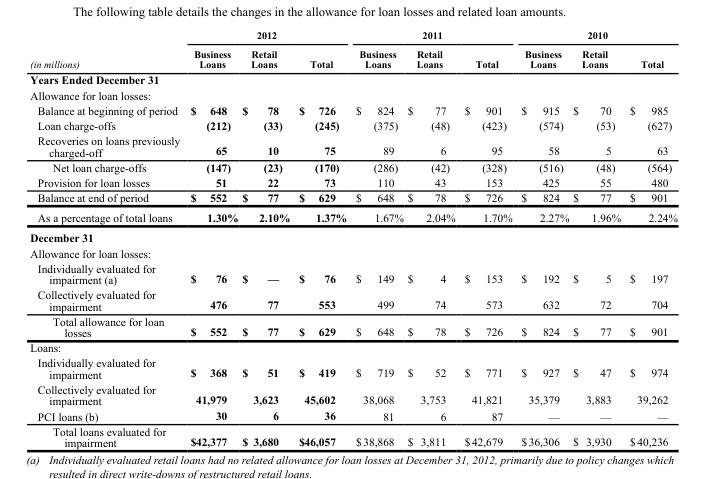 The following table details the changes in the allowance for loan losses and related loan amounts.
2012 2011 2010
Business Retail Business Retail Business Retail
(in millions) Loans Loans Total Loans Loans Total Loans Loans Total
Years Ended December 31
Allowance for loan losses:
Balance at beginning of period $ 648 $ 78 $ 726 $ 824 $ 77 $ 901 $ 915 $ 70 $ 985
Loan charge-offs (212) (33) (245) (375) (48) (423) (574) (53) (627)
Recoveries on loans previously
charged-off 65 10 75 89 6 95 58 5 63
Net loan charge-offs (147) (23) (170) (286) (42) (328) (516) (48) (564)
Provision for loan losses 51 22 73 110 43 153 425 55 480
Balance at end of period $ 552 $ 77 $ 629 $ 648 $ 78 $ 726 $ 824 $ 77 $ 901
As a percentage of total loans 1.30% 2.10% 1.37% 1.67% 2.04% 1.70% 2.27% 1.96% 2.24%
December 31
Allowance for loan losses:
Individually evaluated for
impairment (a) $ 76 $ — $ 76 $ 149 $ 4 $ 153 $ 192 $ 5 $ 197
Collectively evaluated for
impairment 476 77 553 499 74 573 632 72 704
Total allowance for loan
losses $ 552 $ 77 $ 629 $ 648 $ 78 $ 726 $ 824 $ 77 $ 901
Loans:
Individually evaluated for
impairment $ 368 $ 51 $ 419 $ 719 $ 52 $ 771 $ 927 $ 47 $ 974
Collectively evaluated for
impairment 41,979 3,623 45,602 38,068 3,753 41,821 35,379 3,883 39,262
PCI loans (b) 30 6 36 81 6 87 — — —
Total loans evaluated for
impairment $42,377 $ 3,680 $46,057 $38,868 $ 3,811 $42,679 $36,306 $ 3,930 $40,236
(a) Individually evaluated retail loans had no related allowance for loan losses at December 31, 2012, primarily due to policy changes which
resulted in direct write-downs of restructured retail loans.